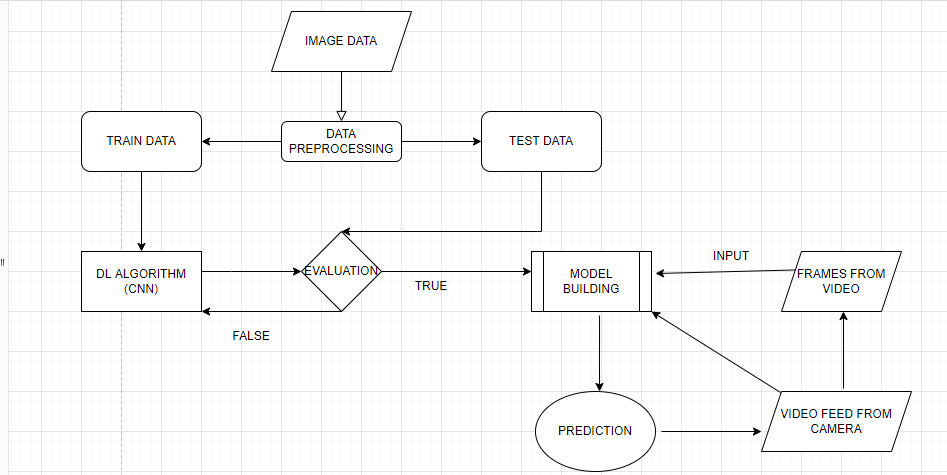 IMAGE DATA
TRAIN DATA
DATA
PREPROCESSING
TEST DATA
DL ALGORITHM
(CNN)
EVALUATION
TRUE
FALSE
MODEL
BUILDING
INPUT
FRAMES FROM
VIDEO
PREDICTION
VIDEO FEED FROM
CAMERA
"